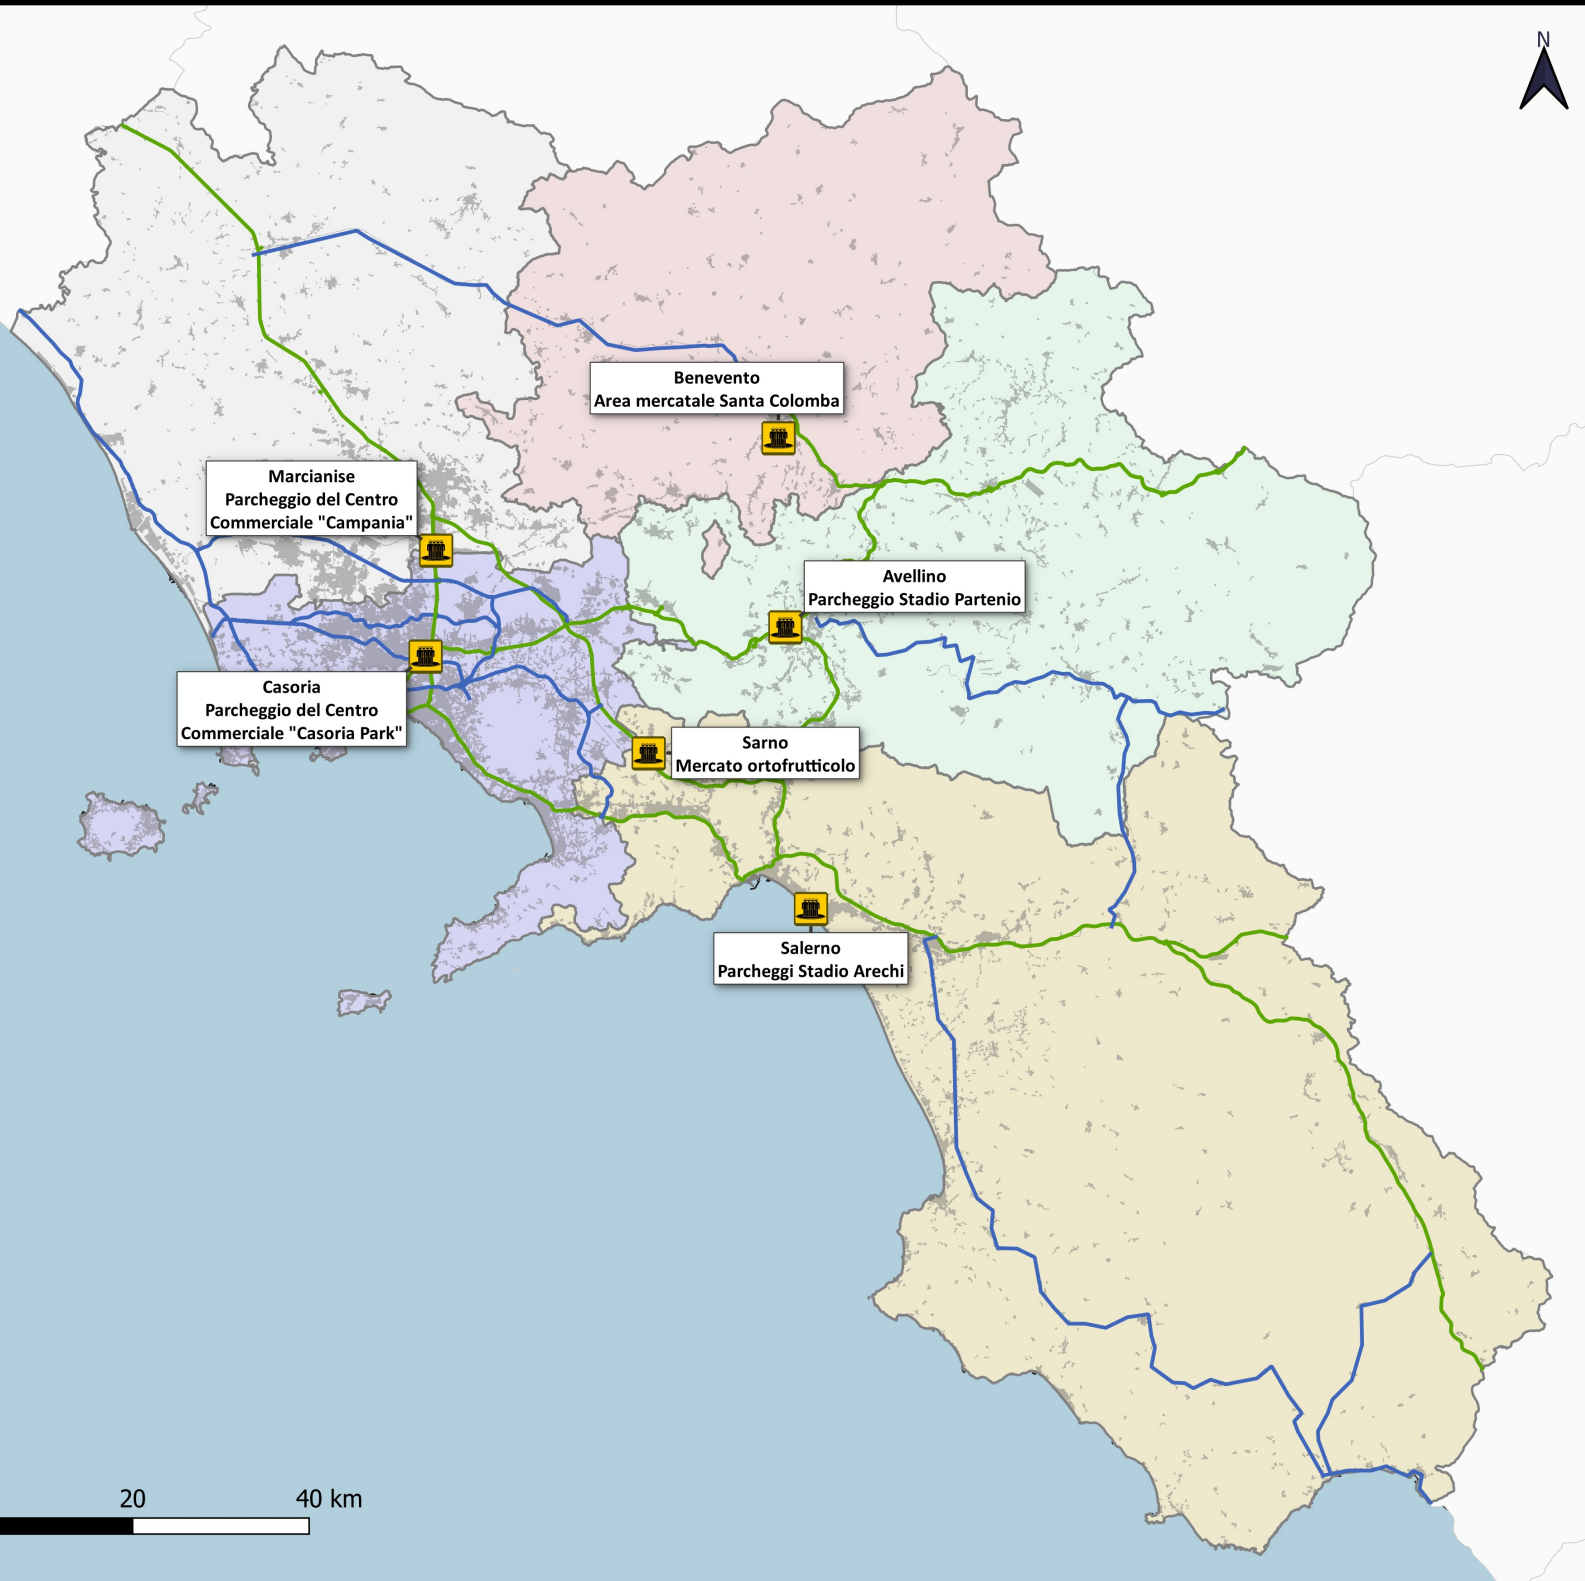 N
Benevento
Area mercatale Santa Colomba
Marcianise
Parcheggio del Centro
Commerciale "Campania"
Avellino
Parcheggio Stadio Partenio
Casoria
Parcheggio del Centro
Commerciale "Casoria Park"
Sarno
Mercato ortofrutticolo
Salerno
Parcheggi Stadio Arechi
20 40 km